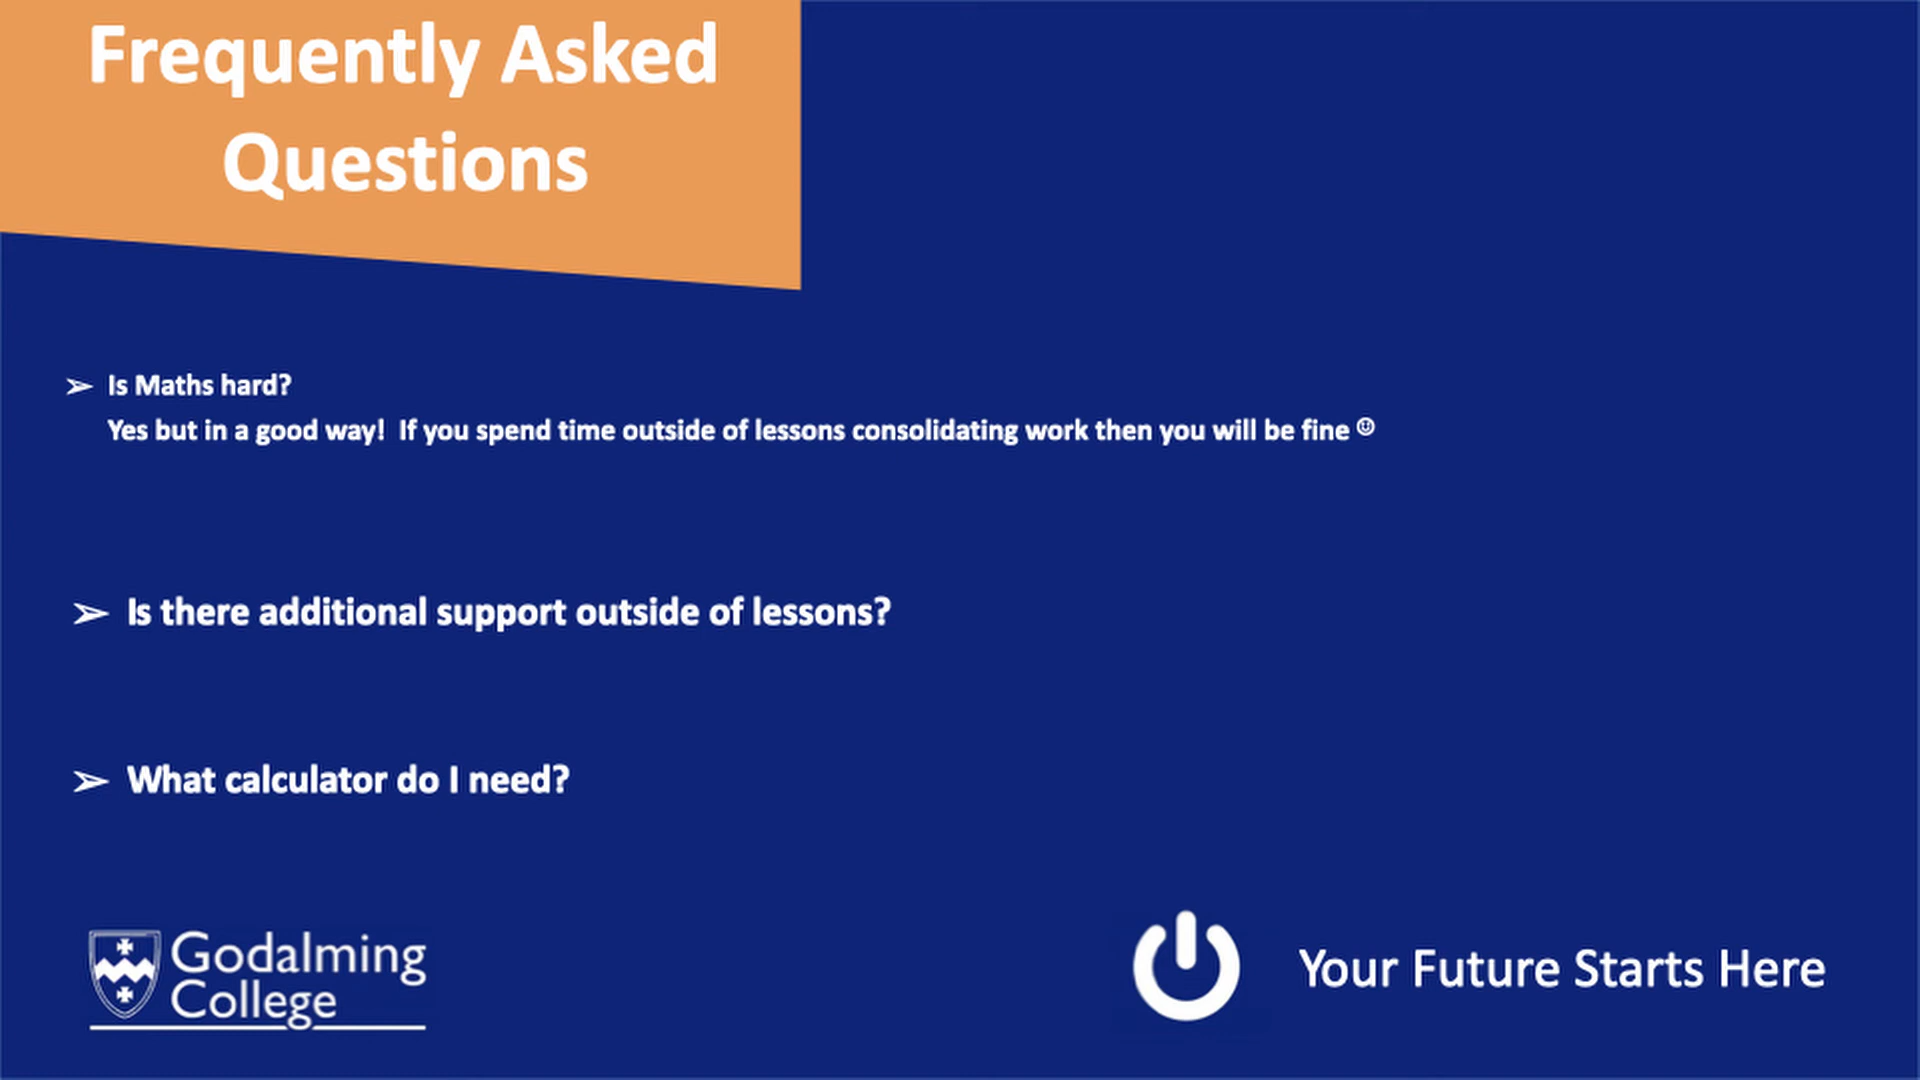 Frequently Asked
Questions
➢ Is Maths hard?
Yes but in a good way!  If you spend time outside of lessons consolidating work then you will be fine ☺
➢ Is there additional support outside of lessons?
➢ What calculator do I need?
Godalming
College
Your Future Starts Here